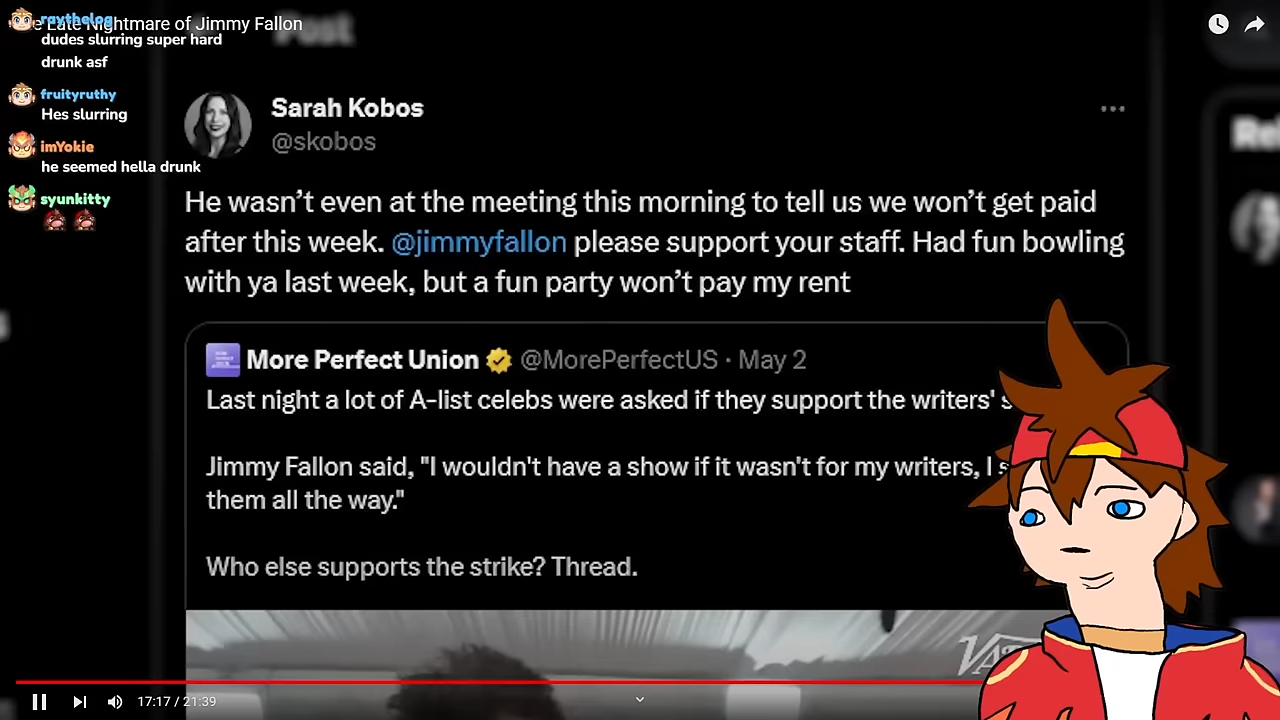 e Late Nightmare of Jimmy Fallon
raythelog
dudes slurring super hard
drunk asf
fruityruthy
Hes slurring
imYokie
he seemed hella drunk
syunkitty
Post
Sarah Kobos
@skobos
He wasn’t even at the meeting this morning to tell us we won’t get paid
after this week. @jimmyfallon please support your staff. Had fun bowling
with ya last week, but a fun party won’t pay my rent
More Perfect Union @MorePerfectUS · May 2
Last night a lot of A-list celebs were asked if they support the writers' s
Jimmy Fallon said, "I wouldn't have a show if it wasn't for my writers, I s
them all the way."
Who else supports the strike? Thread.
17:17 / 21:39